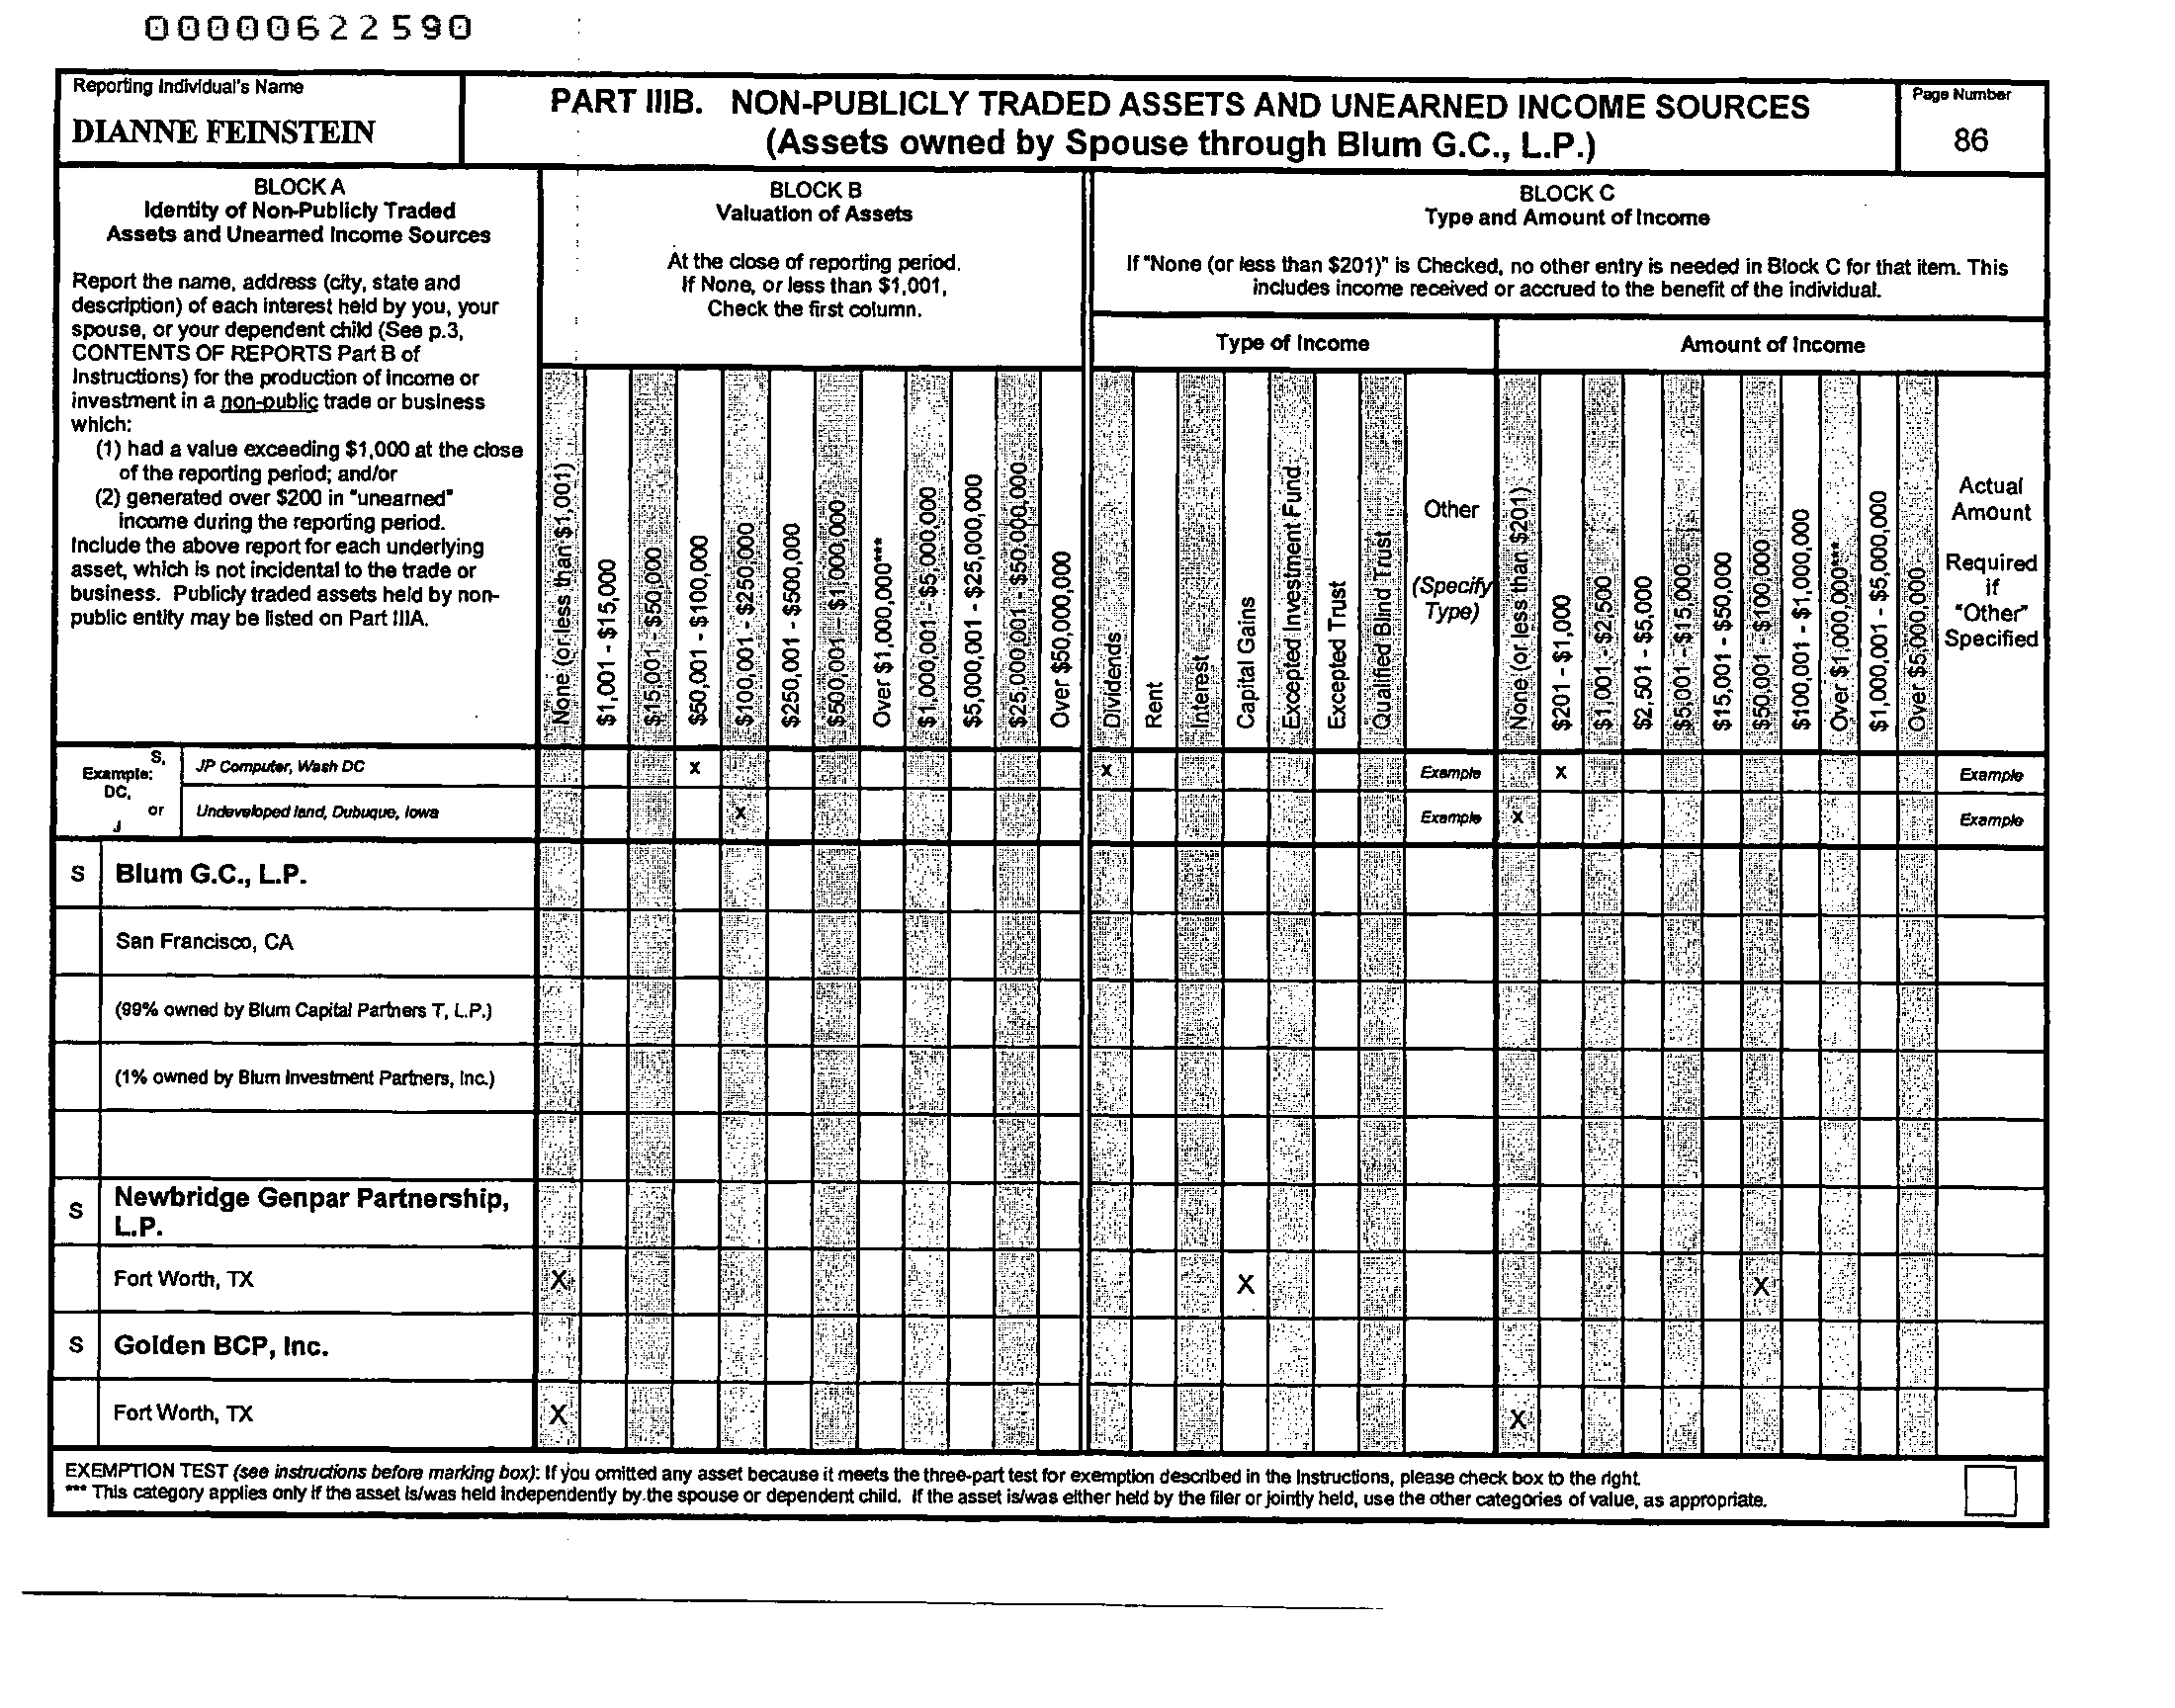 00000622590
Reporting Individual's Name
DIANNE FEINSTEIN
PART IIIB. NON-PUBLICLY TRADED ASSETS AND UNEARNED INCOME SOURCES
(Assets owned by Spouse through Blum G.C., L.P.)
Page Number
86
BLOCK A
Identity of Non-Publicly Traded
Assets and Unearned Income Sources
Report the name, address (city, state and
description) of each interest held by you, your
spouse, or your dependent child (See p.3,
CONTENTS OF REPORTS Part B of
Instructions) for the production of income or
investment in a non-public trade or business
which:
(1) had a value exceeding $1,000 at the close
of the reporting period; and/or
(2) generated over $200 in "unearned"
income during the reporting period.
Include the above report for each underlying
asset, which is not incidental to the trade or
business. Publicly traded assets held by non-
public entity may be listed on Part IIIA.
BLOCK B
Valuation of Assets
At the close of reporting period.
If None, or less than $1,001,
Check the first column.
None (or less than $1,001)
$1,001 - $15,000
$15,001 - $50,000
$50,001 - $100,000
$100,001 - $250,000
$250,001 - $500,000
$500,001 - $1,000,000
Over $1,000,000***
$1,000,001 - $5,000,000
$5,000,001 - $25,000,000
$25,000,001 - $50,000,000
Over $50,000,000
BLOCK C
Type and Amount of Income
If "None (or less than $201)" is Checked, no other entry is needed in Block C for that item. This
includes income received or accrued to the benefit of the individual.
Type of Income
Amount of Income
Dividends
Rent
Interest
Capital Gains
Excepted Investment Fund
Excepted Trust
Qualified Blind Trust
Other
(Specify
Type)
None (or less than $201)
$201 - $1,000
$1,001 - $2,500
$2,501 - $5,000
$5,001 - $15,000
$15,001 - $50,000
$50,001 - $100,000
$100,001 - $1,000,000
Over $1,000,000***
$1,000,001 - $5,000,000
Over $5,000,000
Actual
Amount
Required
if
"Other"
Specified
S,
Example:
DC,
or
J
JP Computer, Wash DC X X Example X Example
Undeveloped land, Dubuque, Iowa X Example X Example
S Blum G.C., L.P.
San Francisco, CA
(99% owned by Blum Capital Partners T, L.P.)
(1% owned by Blum Investment Partners, Inc.)
S Newbridge Genpar Partnership,
L.P.
Fort Worth, TX X X X
S Golden BCP, Inc.
Fort Worth, TX X X
EXEMPTION TEST (see instructions before marking box): If you omitted any asset because it meets the three-part test for exemption described in the Instructions, please check box to the right.
*** This category applies only if the asset is/was held independently by the spouse or dependent child. If the asset is/was either held by the filer or jointly held, use the other categories of value, as appropriate.